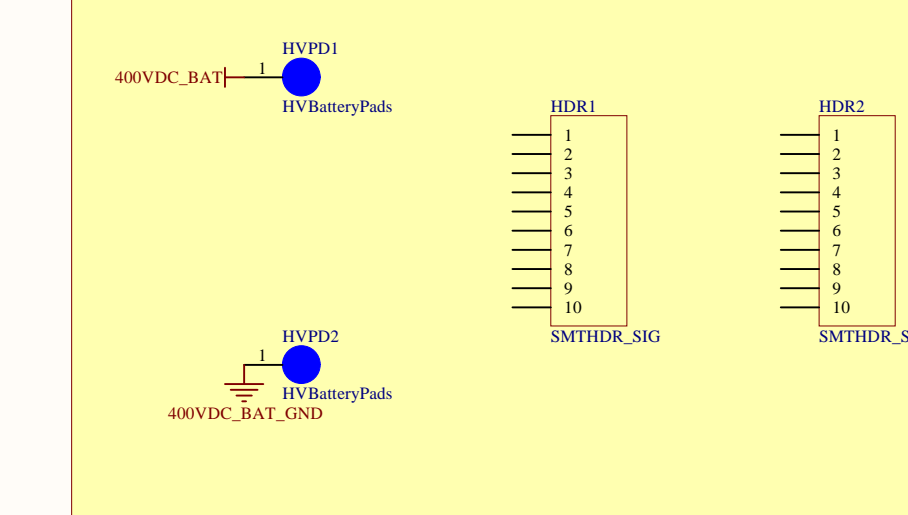 HVPD1
400VDC_BAT
1
HVBatteryPads
HDR1
1
2
3
4
5
6
7
8
9
10
SMTHDR_SIG
HDR2
1
2
3
4
5
6
7
8
9
10
SMTHDR_S
HVPD2
1
HVBatteryPads
400VDC_BAT_GND